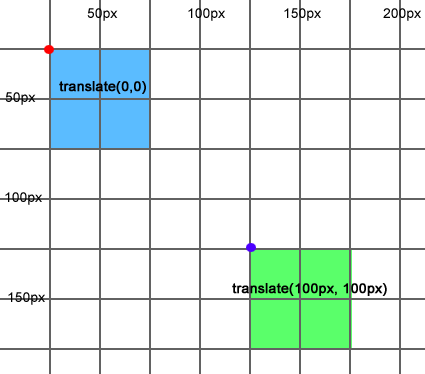 50px 100px 150px 200px
translate(0,0)
50px
100px
translate(100px, 100px)
150px